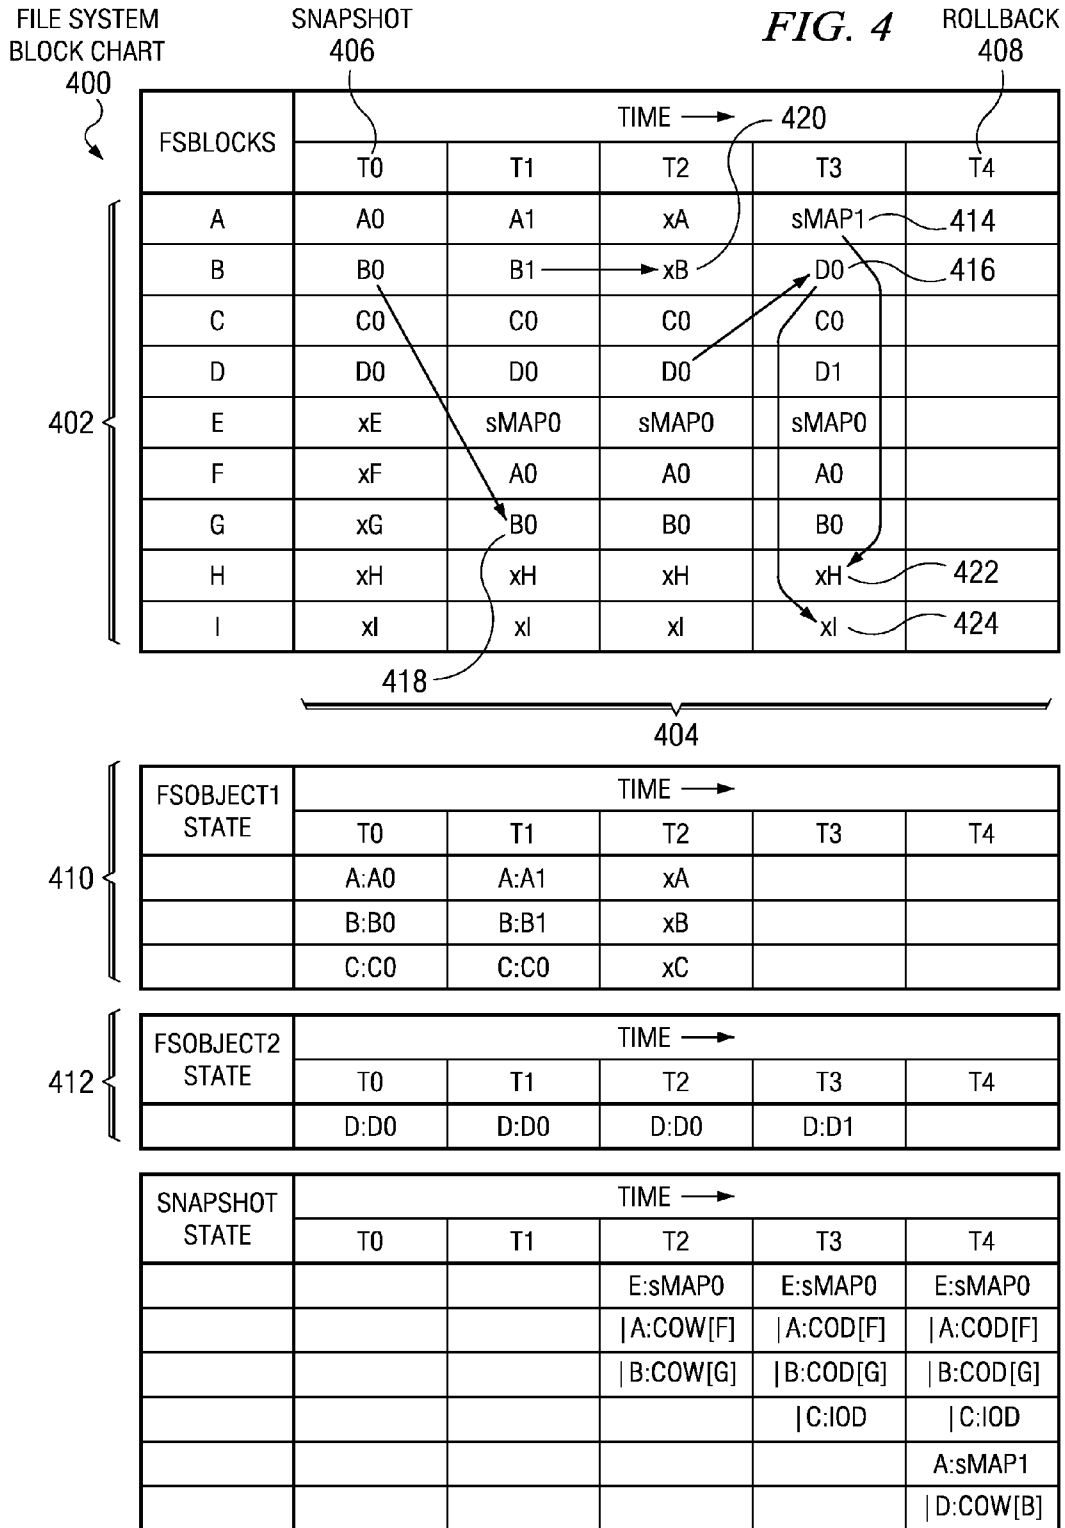 FILE SYSTEM BLOCK CHART
400
SNAPSHOT
406
FIG. 4
ROLLBACK
408
FSBLOCKS
TIME
420
T0 T1 T2 T3 T4
A A0 A1 xA sMAP1 414
B B0 B1 xB D0 416
C C0 C0 C0 C0
D D0 D0 D0 D1
402 E xE sMAP0 sMAP0 sMAP0
F xF A0 A0 A0
G xG B0 B0 B0
H xH xH xH xH 422
I xI xI xI xI 424
418
404
410
FSOBJECT1 STATE
TIME
T0 T1 T2 T3 T4
A:A0 A:A1 xA
B:B0 B:B1 xB
C:C0 C:C0 xC
412
FSOBJECT2 STATE
TIME
T0 T1 T2 T3 T4
D:D0 D:D0 D:D0 D:D1
SNAPSHOT STATE
TIME
T0 T1 T2 T3 T4
E:sMAP0 E:sMAP0 E:sMAP0
|A:COW[F] |A:COD[F] |A:COD[F]
|B:COW[G] |B:COD[G] |B:COD[G]
|C:IOD |C:IOD
A:sMAP1
|D:COW[B]